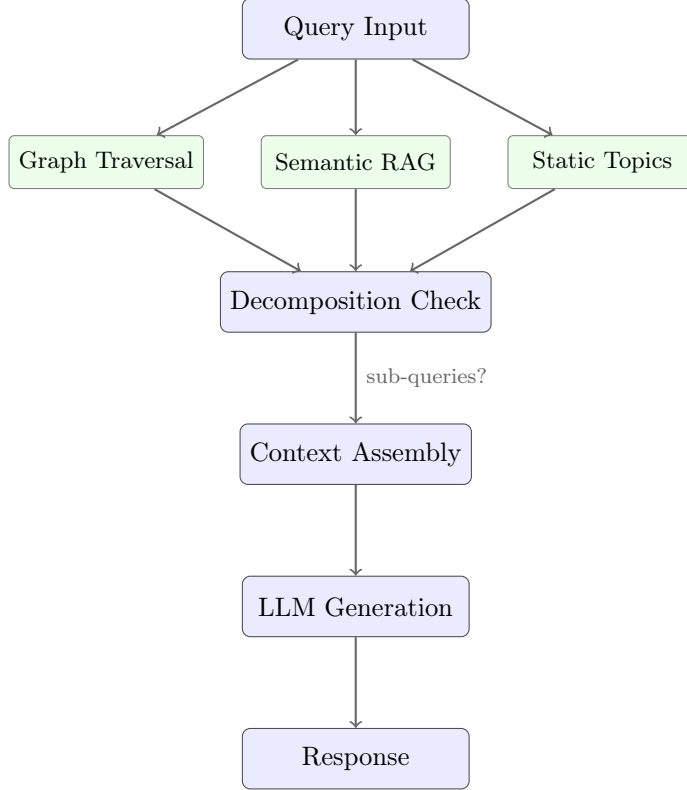 Query Input
Graph Traversal
Semantic RAG
Static Topics
Decomposition Check
sub-queries?
Context Assembly
LLM Generation
Response